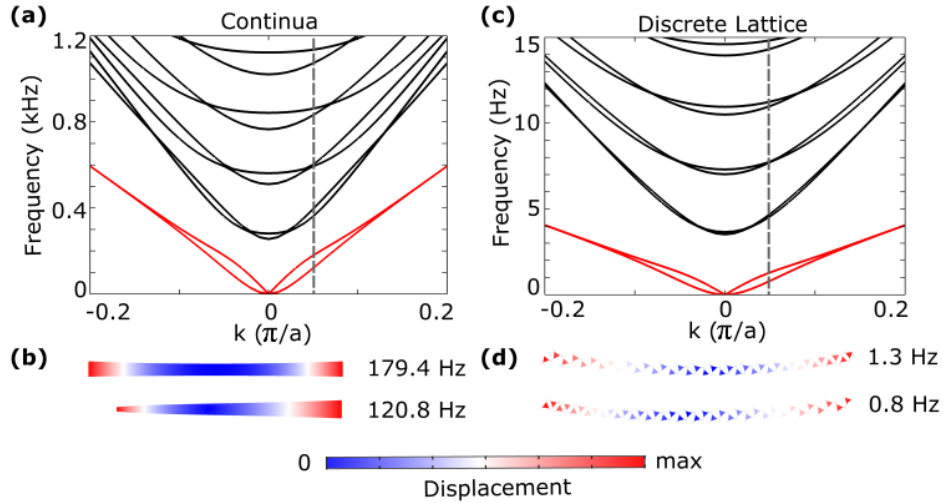 (a) Continua
1.2
0.8
0.4
0
Frequency (kHz)
-0.2 0 0.2
k (π/a)
(c) Discrete Lattice
15
10
5
0
Frequency (Hz)
-0.2 0 0.2
k (π/a)
(b) 179.4 Hz
120.8 Hz
(d) 1.3 Hz
0.8 Hz
0 max
Displacement